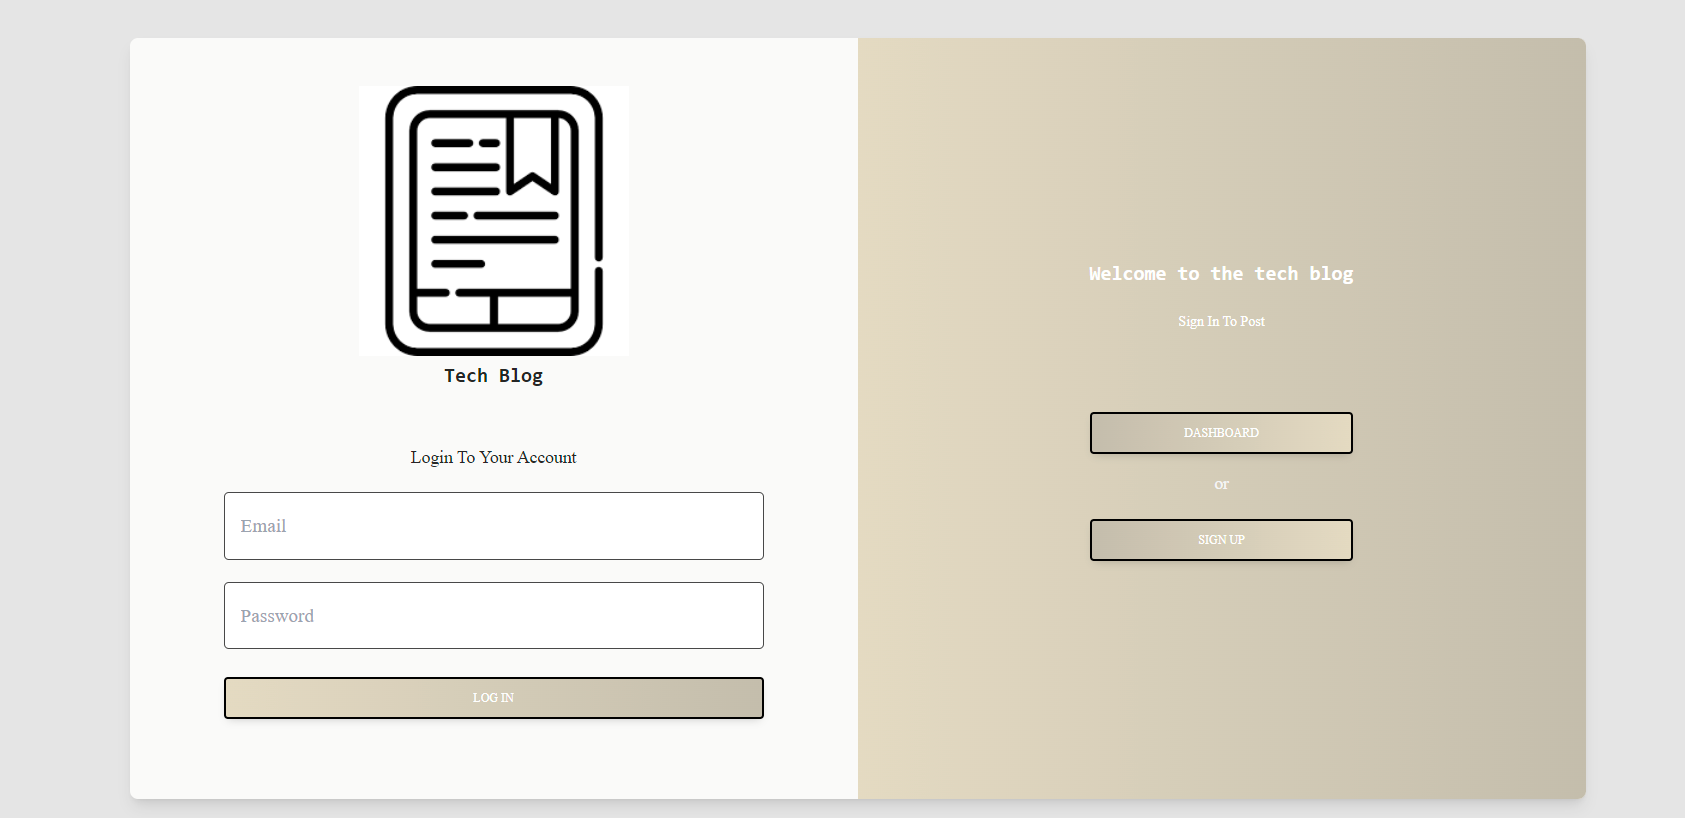 Tech Blog
Login To Your Account
Email
Password
LOG IN
Welcome to the tech blog
Sign In To Post
DASHBOARD
or
SIGN UP